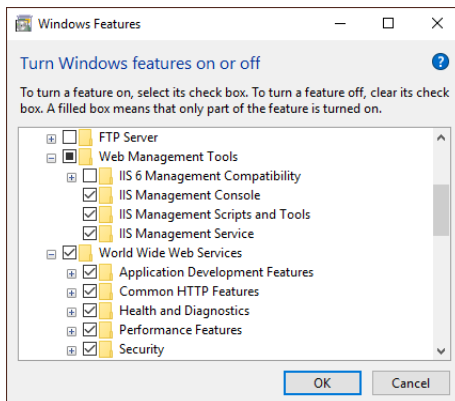 Windows Features
Turn Windows features on or off
To turn a feature on, select its check box. To turn a feature off, clear its check
box. A filled box means that only part of the feature is turned on.
FTP Server
Web Management Tools
IIS 6 Management Compatibility
IIS Management Console
IIS Management Scripts and Tools
IIS Management Service
World Wide Web Services
Application Development Features
Common HTTP Features
Health and Diagnostics
Performance Features
Security
OK
Cancel